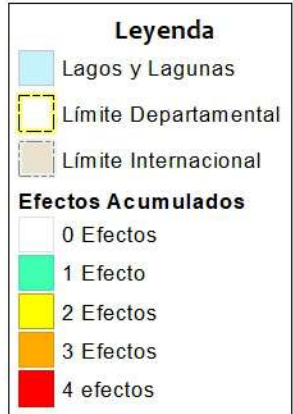 Leyenda
Lagos y Lagunas
Límite Departamental
Límite Internacional
Efectos Acumulados
0 Efectos
1 Efecto
2 Efectos
3 Efectos
4 efectos